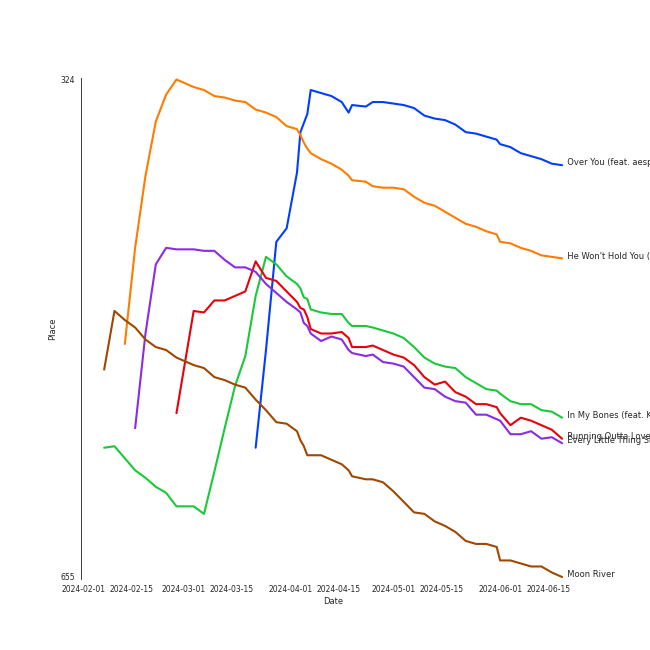 324
Over You (feat. aesp
He Won't Hold You (
Place
In My Bones (feat. K
Running Outta Love
Every Little Thing S
Moon River
655
2024-02-01 2024-02-15 2024-03-01 2024-03-15 2024-04-01 2024-04-15 2024-05-01 2024-05-15 2024-06-01 2024-06-15
Date